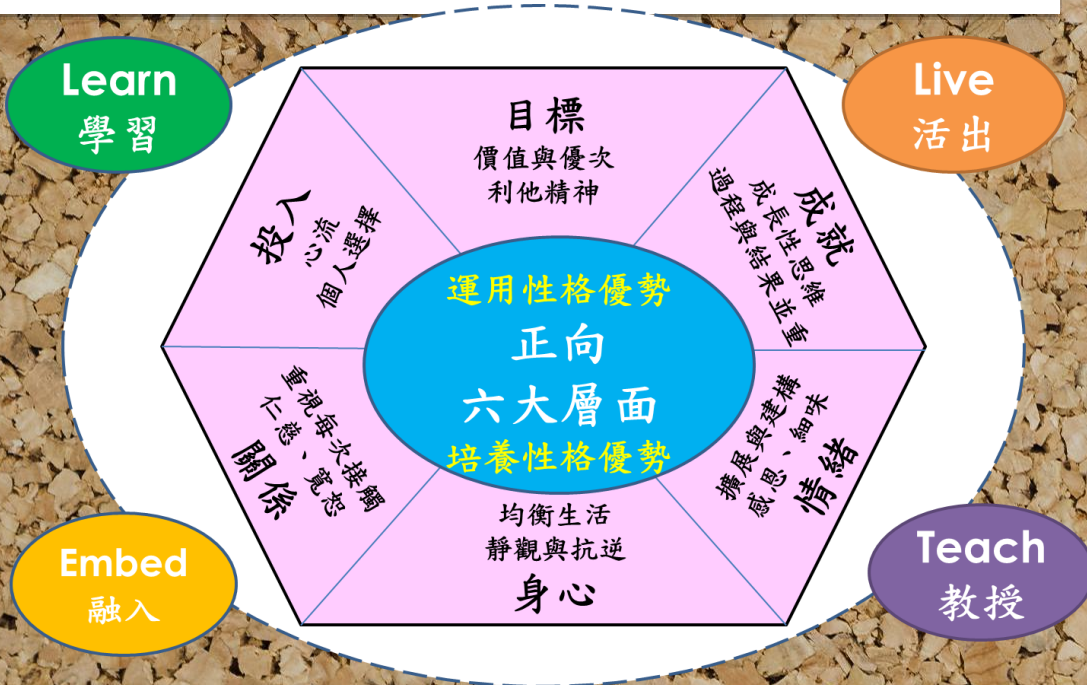 Learn
學習
Live
活出
目標
價值與優次
利他精神
投入
心流
個人選擇
成就
成長性思維
過程與結果並重
運用性格優勢
正向
六大層面
培養性格優勢
重視每次接觸
仁慈、寬恕
關係
擴展與建構
感恩、細味
情緒
均衡生活
靜觀與抗逆
身心
Embed
融入
Teach
教授